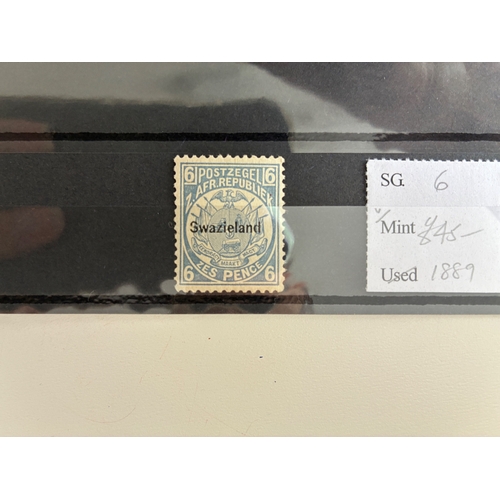 6 POSTZEGEL 6
Z. AFR. REPUBLIEK
Swazieland
6 ZES PENCE 6
SG. 6
Mint £45-
Used 1889